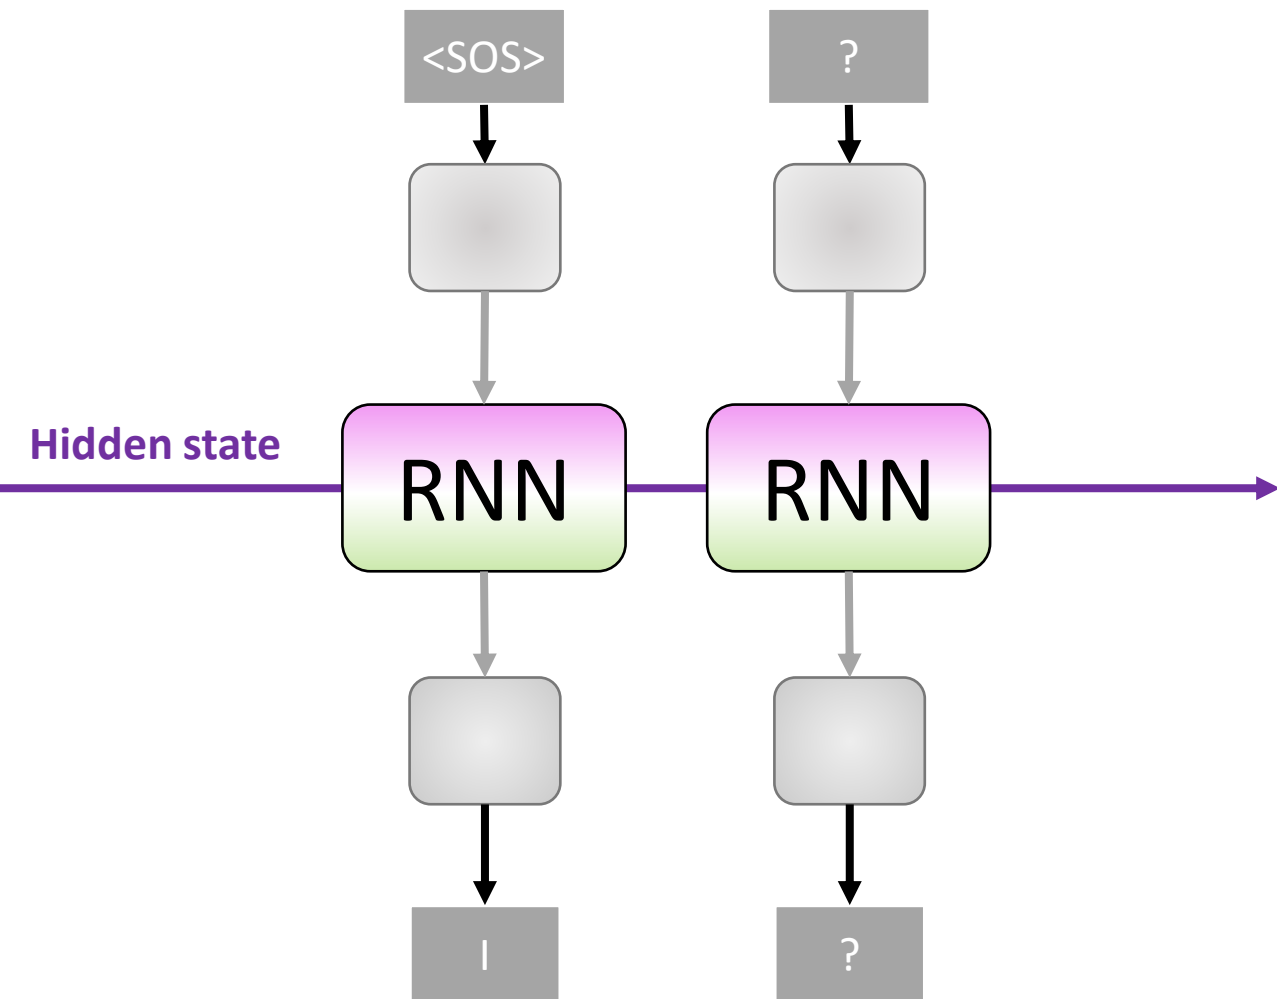 <SOS>
?
Hidden state
RNN
RNN
I
?